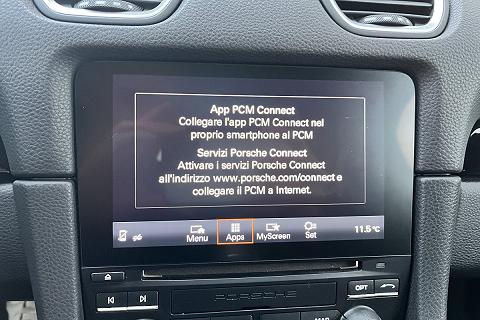 App PCM Connect
Collegare l'app PCM Connect nel
proprio smartphone al PCM
Servizi Porsche Connect
Attivare i servizi Porsche Connect
all'indirizzo www.porsche.com/connect e
collegare il PCM a Internet.
Menu
Apps
MyScreen
Set
11.5 °C
PORSCHE
OPT
MAP